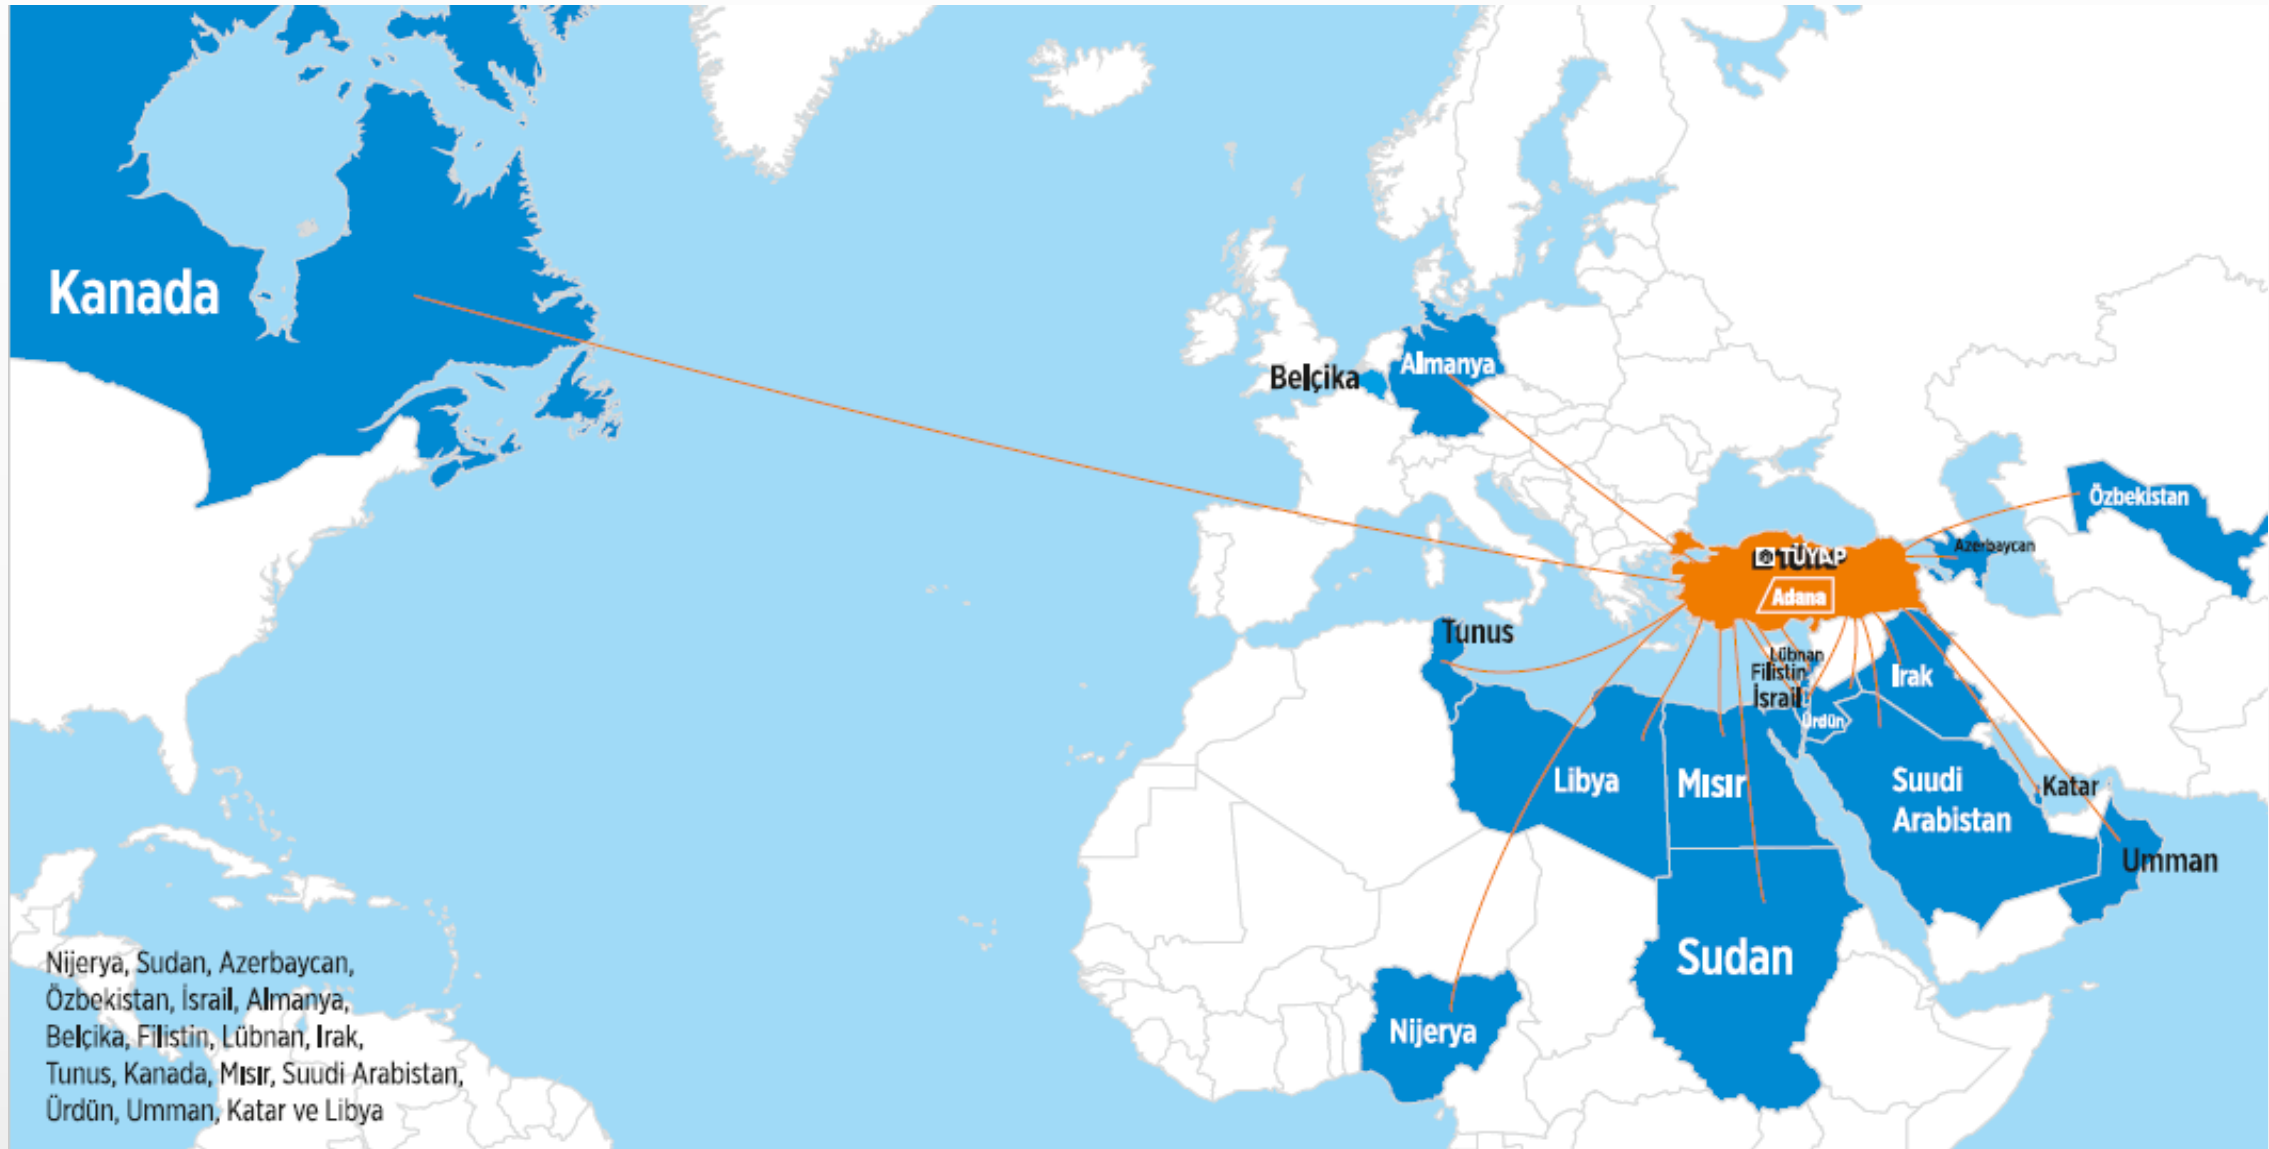 Kanada
Almanya
Belçika
Özbekistan
Azerbaycan
TÜYAP
Adana
Tunus
Lübnan
Filistin
İsrail
Irak
Ürdün
Libya
Mısır
Suudi
Arabistan
Katar
Umman
Sudan
Nijerya
Nijerya, Sudan, Azerbaycan,
Özbekistan, İsrail, Almanya,
Belçika, Filistin, Lübnan, Irak,
Tunus, Kanada, Mısır, Suudi Arabistan,
Ürdün, Umman, Katar ve Libya